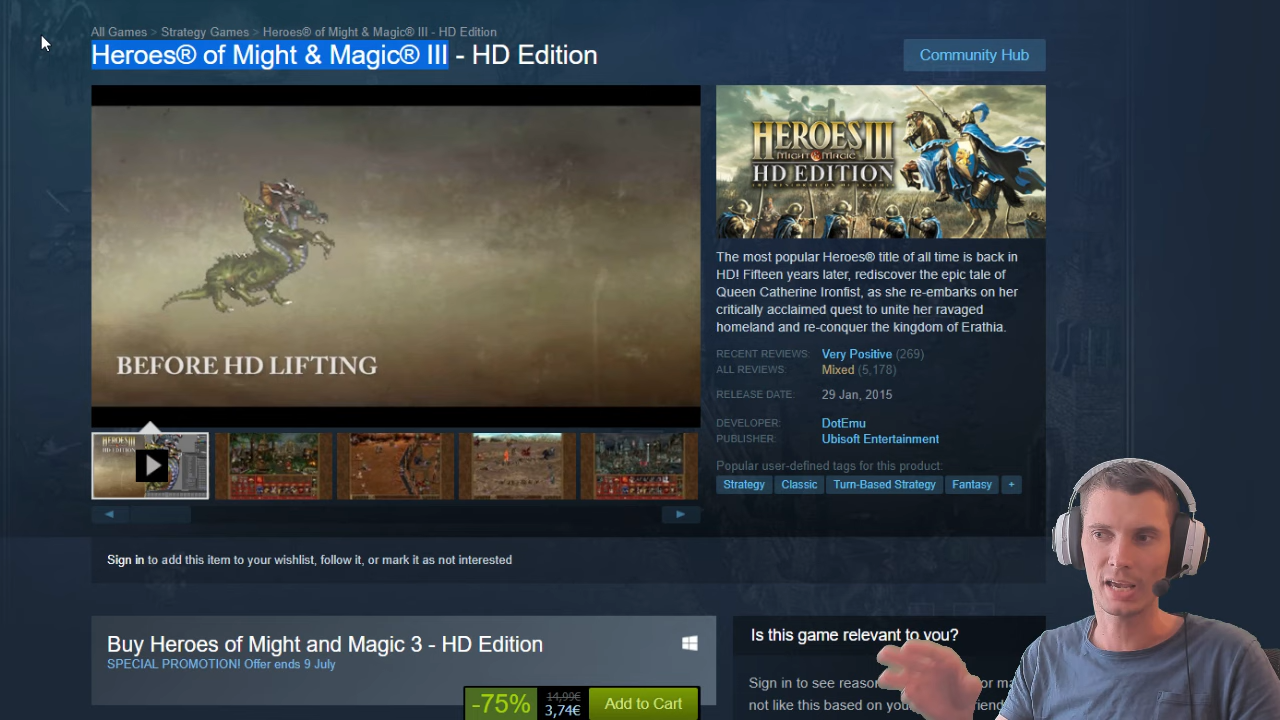 All Games > Strategy Games > Heroes® of Might & Magic® III - HD Edition
Heroes® of Might & Magic® III - HD Edition
Community Hub
BEFORE HD LIFTING
HEROES III
MIGHT & MAGIC
HD EDITION
The most popular Heroes® title of all time is back in
HD! Fifteen years later, rediscover the epic tale of
Queen Catherine Ironfist, as she re-embarks on her
critically acclaimed quest to unite her ravaged
homeland and re-conquer the kingdom of Erathia.
RECENT REVIEWS: Very Positive (269)
ALL REVIEWS: Mixed (5,178)
RELEASE DATE: 29 Jan, 2015
DEVELOPER: DotEmu
PUBLISHER: Ubisoft Entertainment
Popular user-defined tags for this product:
Strategy Classic Turn-Based Strategy Fantasy +
Sign in to add this item to your wishlist, follow it, or mark it as not interested
Buy Heroes of Might and Magic 3 - HD Edition
SPECIAL PROMOTION! Offer ends 9 July
-75% 14,99€ 3,74€ Add to Cart
Is this game relevant to you?
Sign in to see or
not like this based on